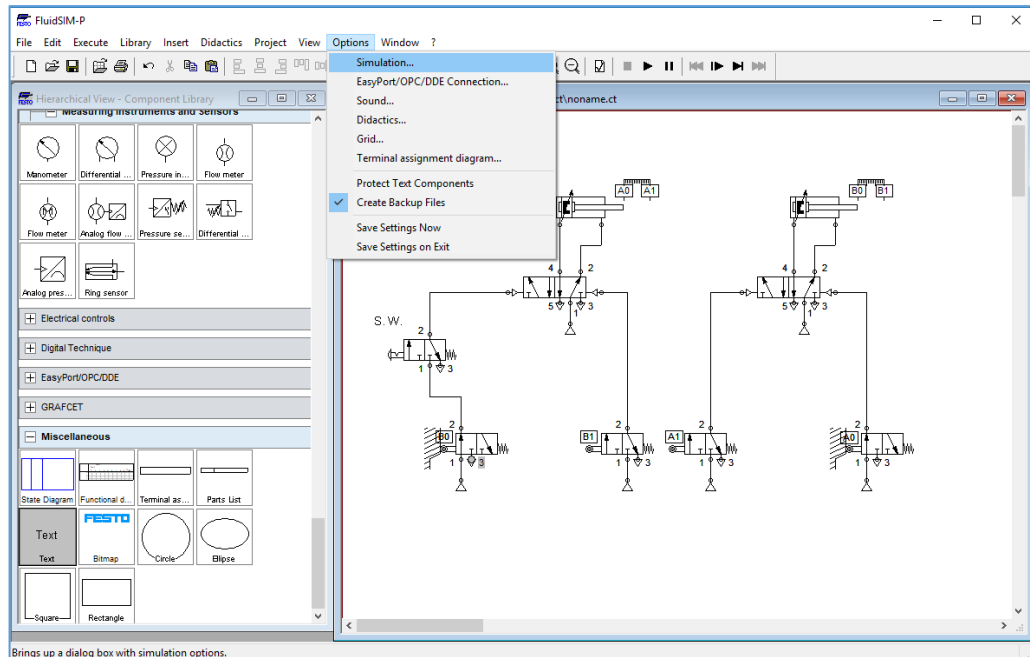 FluidSIM-P
File Edit Execute Library Insert Didactics Project View Options Window ?
Simulation...
EasyPort/OPC/DDE Connection...
Sound...
Didactics...
Grid...
Terminal assignment diagram...
Protect Text Components
Create Backup Files
Save Settings Now
Save Settings on Exit
FESTO Hierarchical View - Component Library
Measuring Instruments and Sensors
Manometer Differential ... Pressure in... Flow meter
Flow meter Analog flow ... Pressure se... Differential ...
Analog pres... Ring sensor
Electrical controls
Digital Technique
EasyPort/OPC/DDE
GRAFCET
Miscellaneous
State Diagram Functional d... Terminal as... Parts List
Text FESTO
Text Bitmap Circle Ellipse
Square Rectangle
ct\noname.ct
A0 A1 B0 B1
4 2 4 2
5 1 3 5 1 3
S.W.
2
1 3
2 2 2 2
B0 B1 A1 A0
1 3 1 3 1 3 1 3
Brings up a dialog box with simulation options.